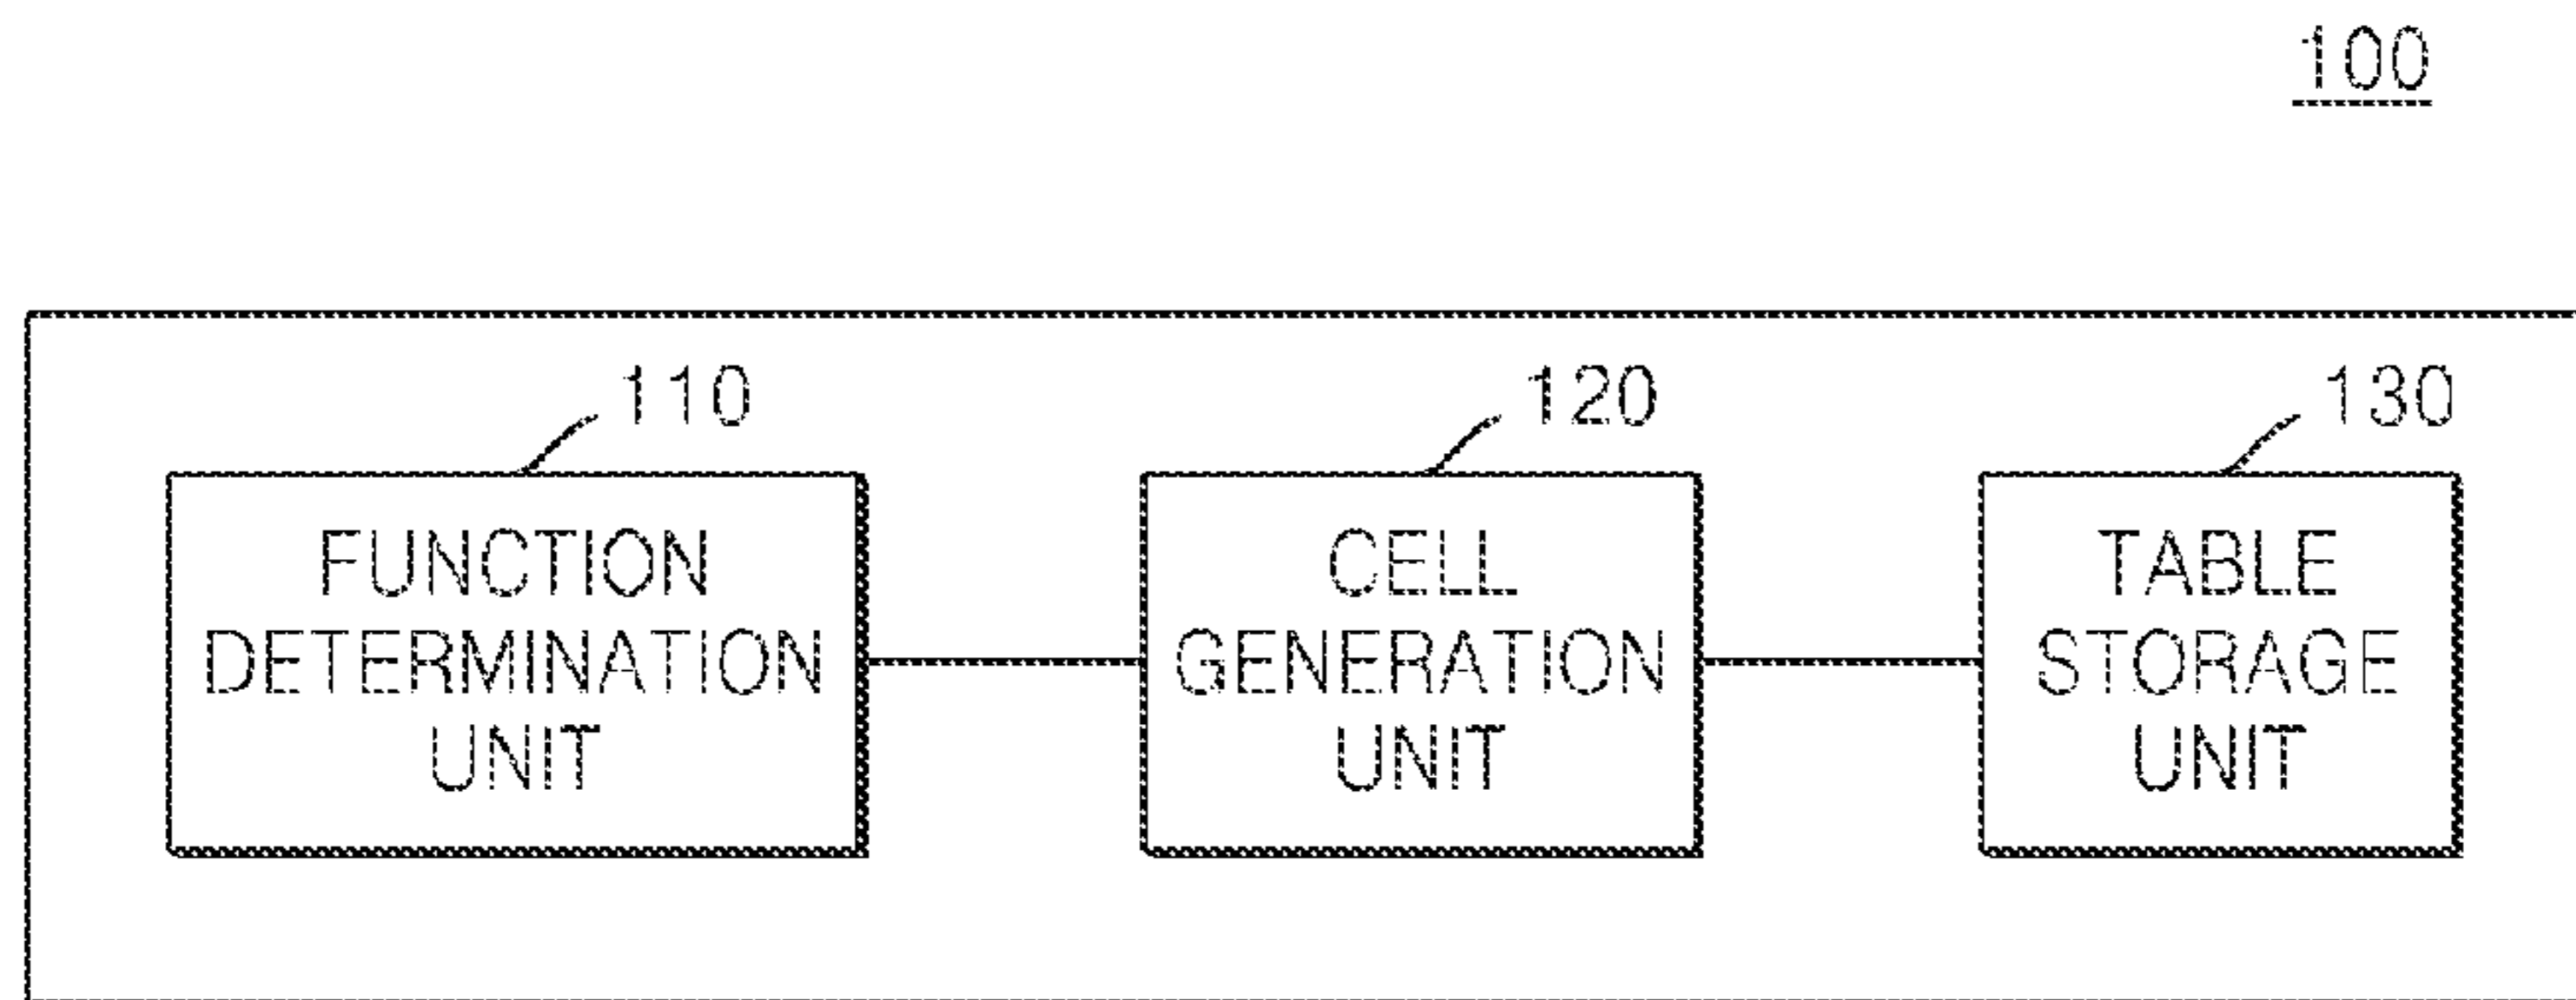 100
110
120
130
FUNCTION
DETERMINATION
UNIT
CELL
GENERATION
UNIT
TABLE
STORAGE
UNIT